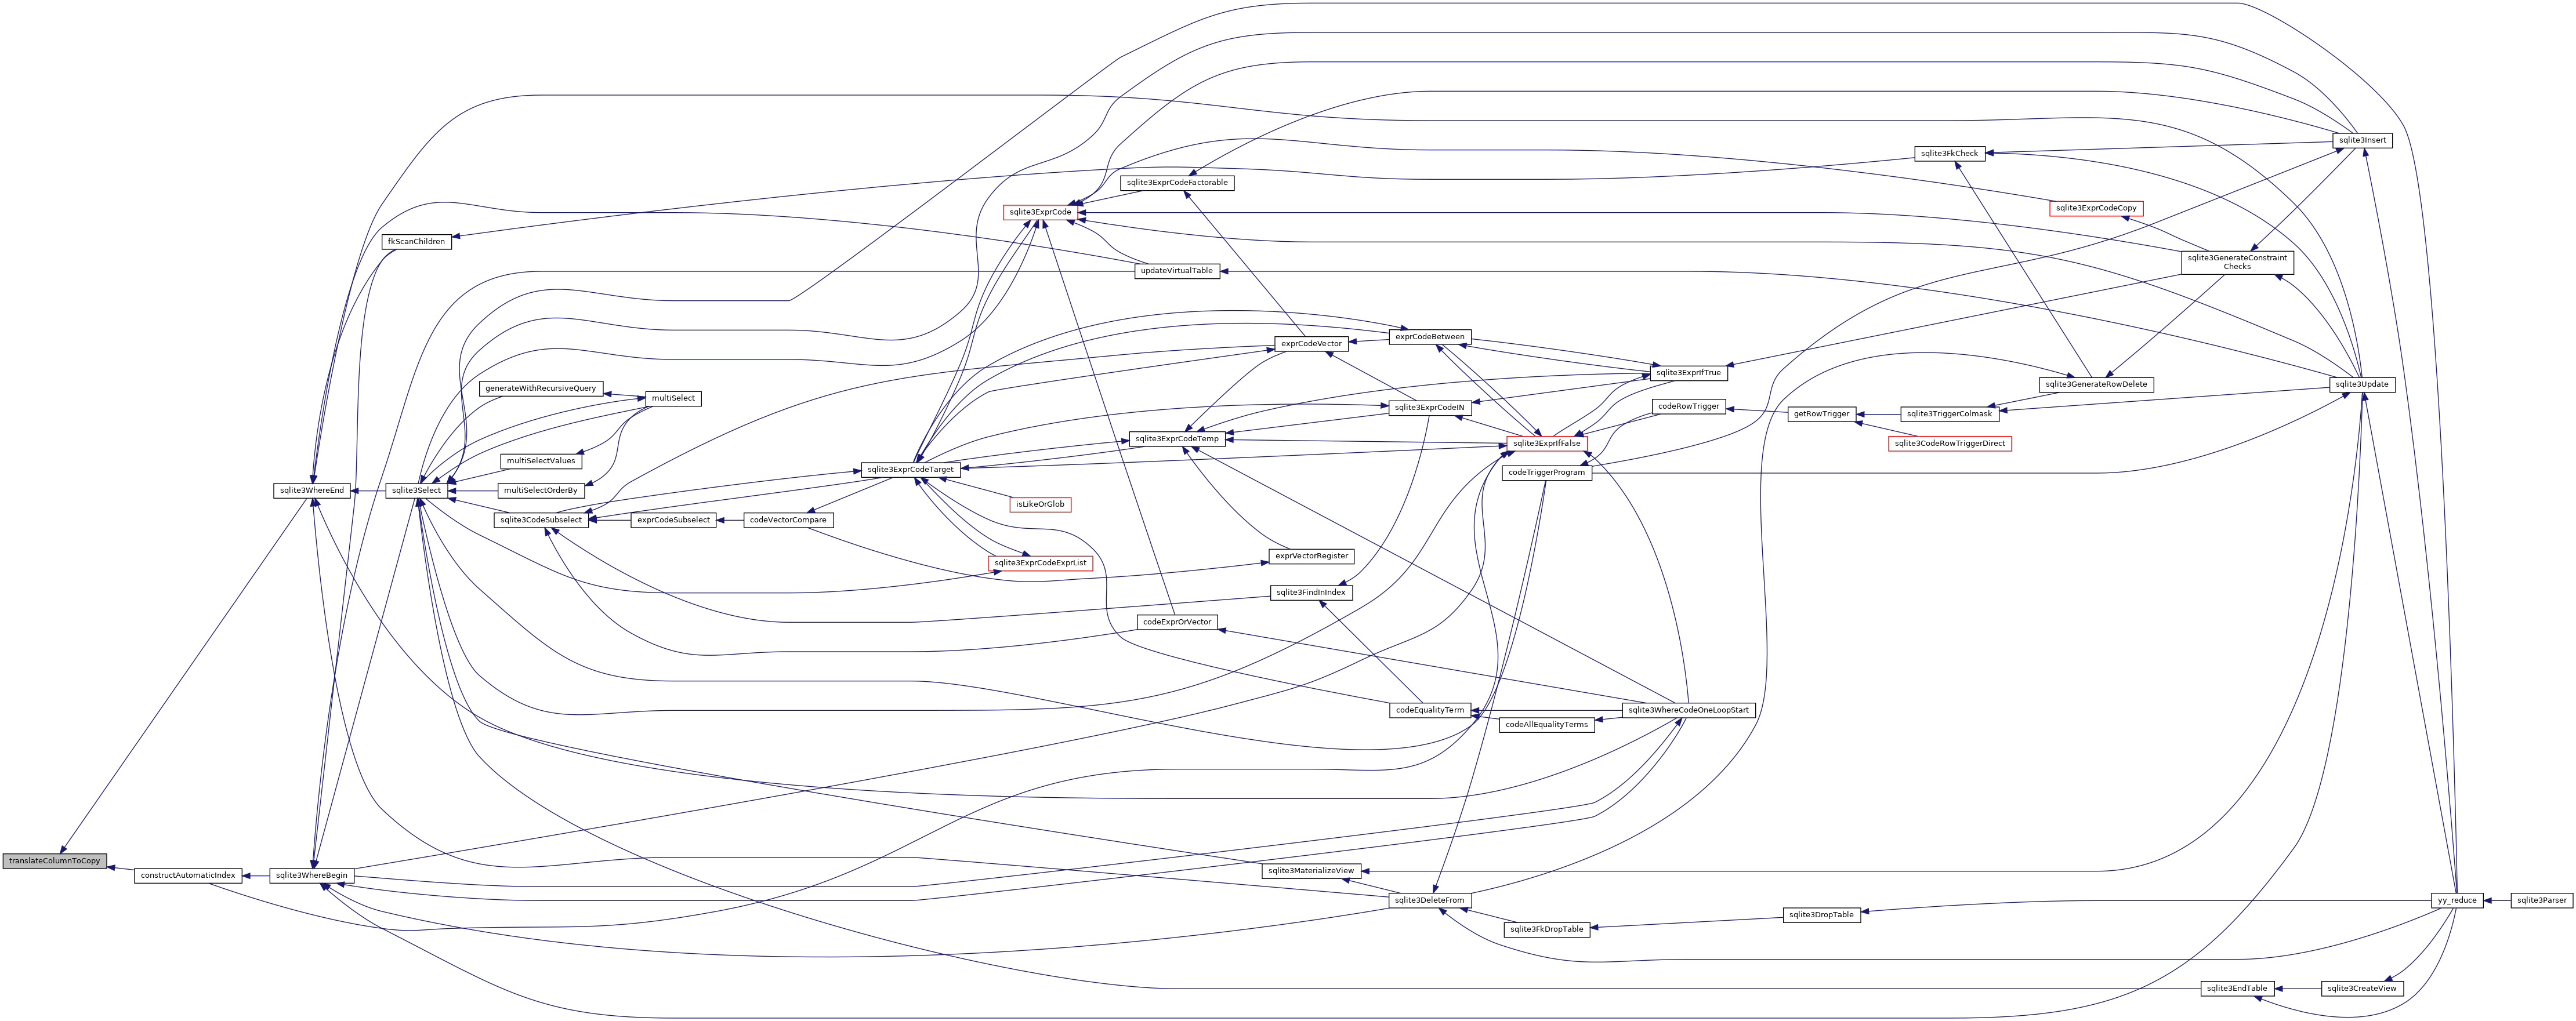 sqlite3Insert
sqlite3FkCheck
sqlite3ExprCodeFactorable
sqlite3ExprCodeCopy
sqlite3ExprCode
fkScanChildren
sqlite3GenerateConstraint
Checks
updateVirtualTable
exprCodeBetween
exprCodeVector
sqlite3ExprIfTrue
sqlite3GenerateRowDelete
sqlite3Update
generateWithRecursiveQuery
multiSelect
sqlite3ExprCodeIN
codeRowTrigger
getRowTrigger
sqlite3TriggerColmask
sqlite3ExprCodeTemp
sqlite3ExprIfFalse
sqlite3CodeRowTriggerDirect
multiSelectValues
sqlite3ExprCodeTarget
codeTriggerProgram
sqlite3WhereEnd
sqlite3Select
multiSelectOrderBy
isLikeOrGlob
sqlite3CodeSubselect
exprCodeSubselect
codeVectorCompare
exprVectorRegister
sqlite3ExprCodeExprList
sqlite3FindInIndex
codeExprOrVector
codeEqualityTerm
sqlite3WhereCodeOneLoopStart
codeAllEqualityTerms
translateColumnToCopy
constructAutomaticIndex
sqlite3WhereBegin
sqlite3MaterializeView
sqlite3DeleteFrom
yy_reduce
sqlite3Parser
sqlite3DropTable
sqlite3FkDropTable
sqlite3EndTable
sqlite3CreateView